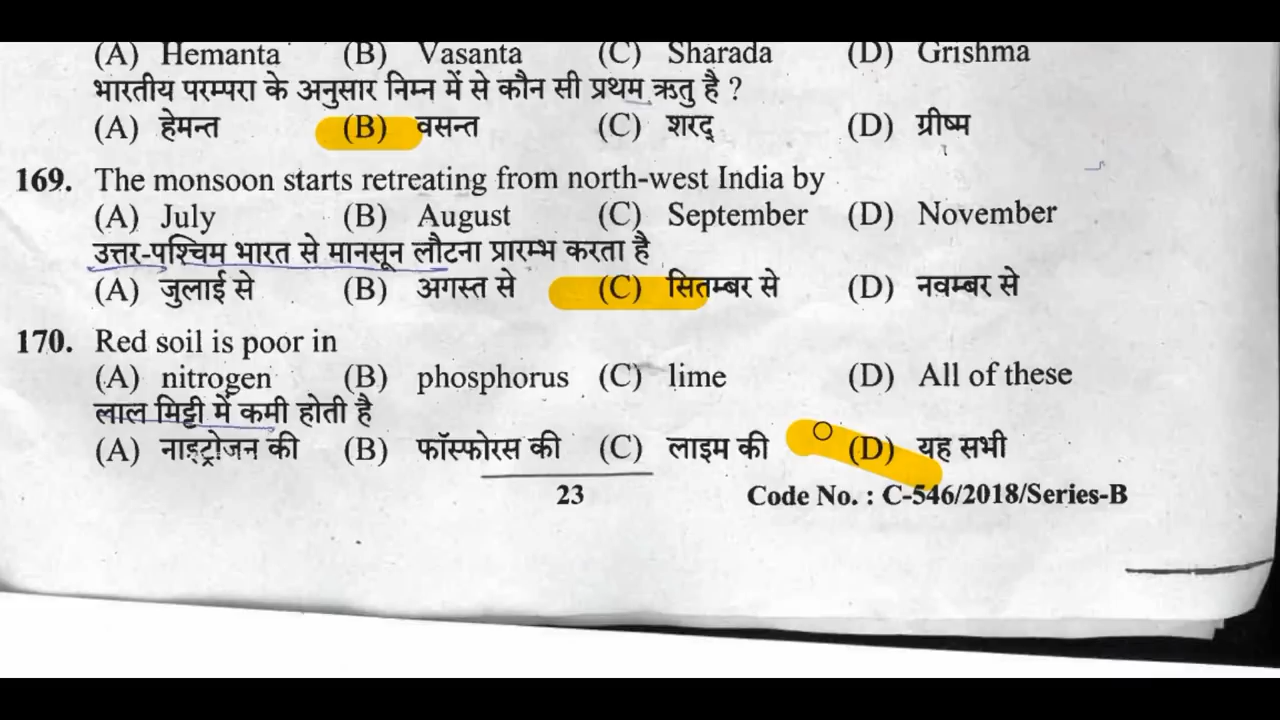 (A) Hemanta (B) Vasanta (C) Sharada (D) Grishma
भारतीय परम्परा के अनुसार निम्न में से कौन सी प्रथम ऋतु है ?
(A) हेमन्त (B) वसन्त (C) शरद् (D) ग्रीष्म
169. The monsoon starts retreating from north-west India by
(A) July (B) August (C) September (D) November
उत्तर-पश्चिम भारत से मानसून लौटना प्रारम्भ करता है
(A) जुलाई से (B) अगस्त से (C) सितम्बर से (D) नवम्बर से
170. Red soil is poor in
(A) nitrogen (B) phosphorus (C) lime (D) All of these
लाल मिट्टी में कमी होती है
(A) नाइट्रोजन की (B) फॉस्फोरस की (C) लाइम की (D) यह सभी
23 Code No. : C-546/2018/Series-B